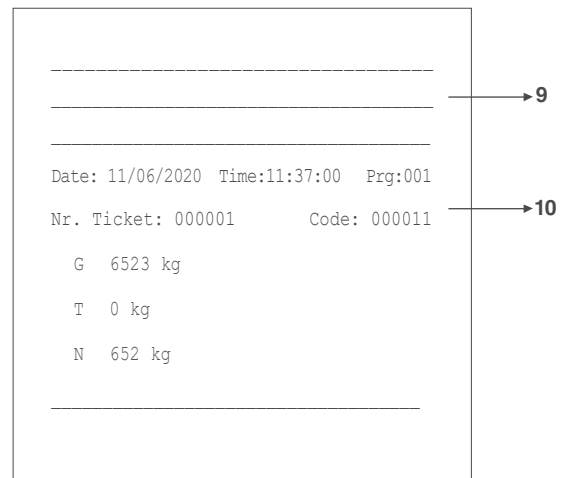 9
Date: 11/06/2020 Time:11:37:00 Prg:001
10
Nr. Ticket: 000001 Code: 000011
G 6523 kg
T 0 kg
N 652 kg